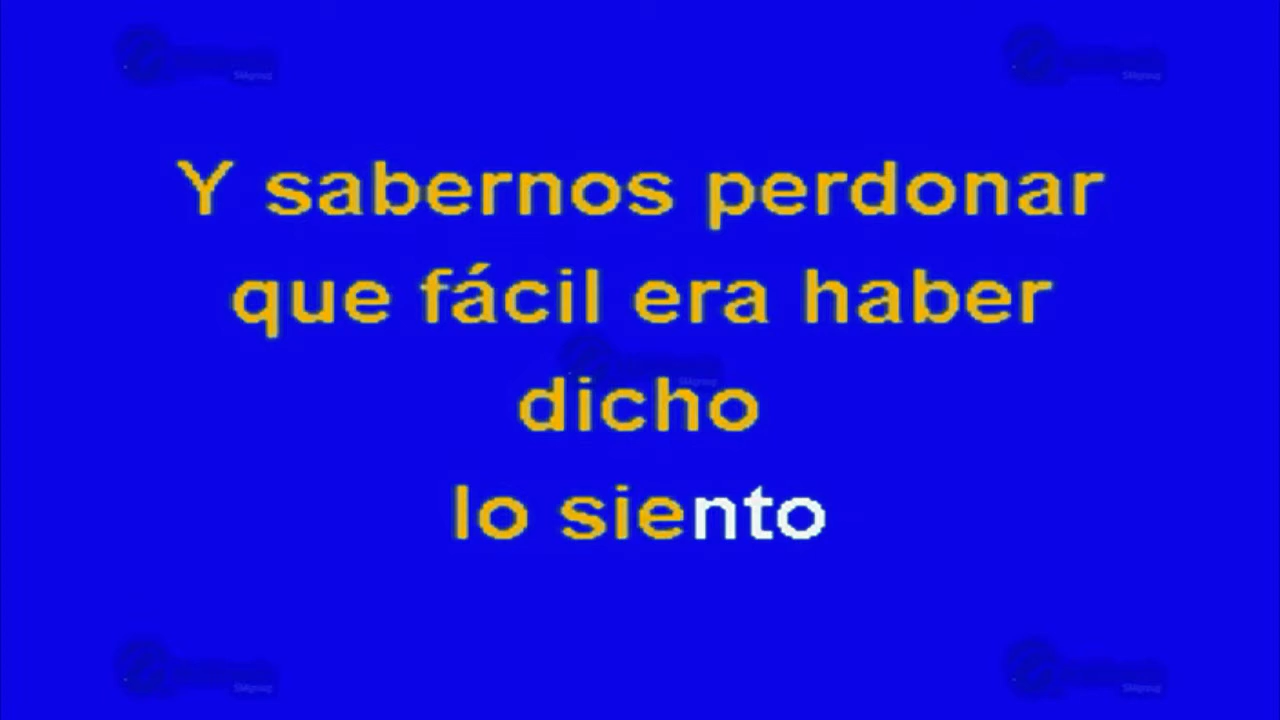 Y sabernos perdonar
que fácil era haber
dicho
lo siento